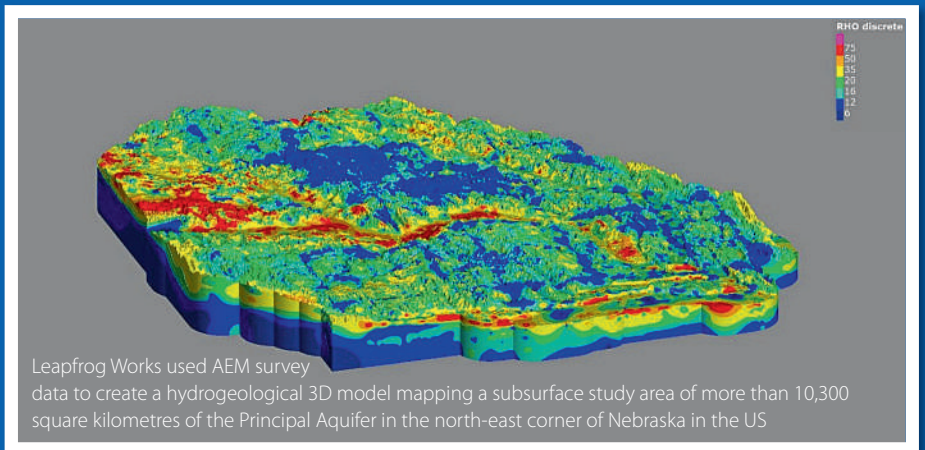 RHO discrete
75
50
35
20
16
12
6
Leapfrog Works used AEM survey
data to create a hydrogeological 3D model mapping a subsurface study area of more than 10,300
square kilometres of the Principal Aquifer in the north-east corner of Nebraska in the US